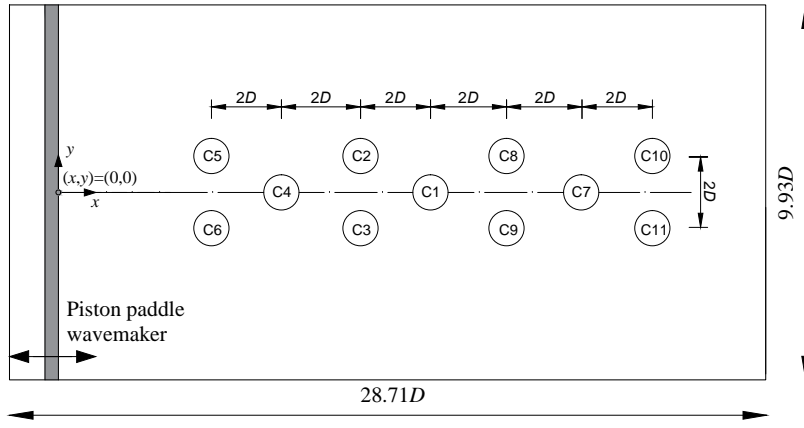 2D 2D 2D 2D 2D 2D
y
C5 C2 C8 C10
(x,y)=(0,0)
x
C4 C1 C7
2D
C6 C3 C9 C11
9.93D
Piston paddle
wavemaker
28.71D